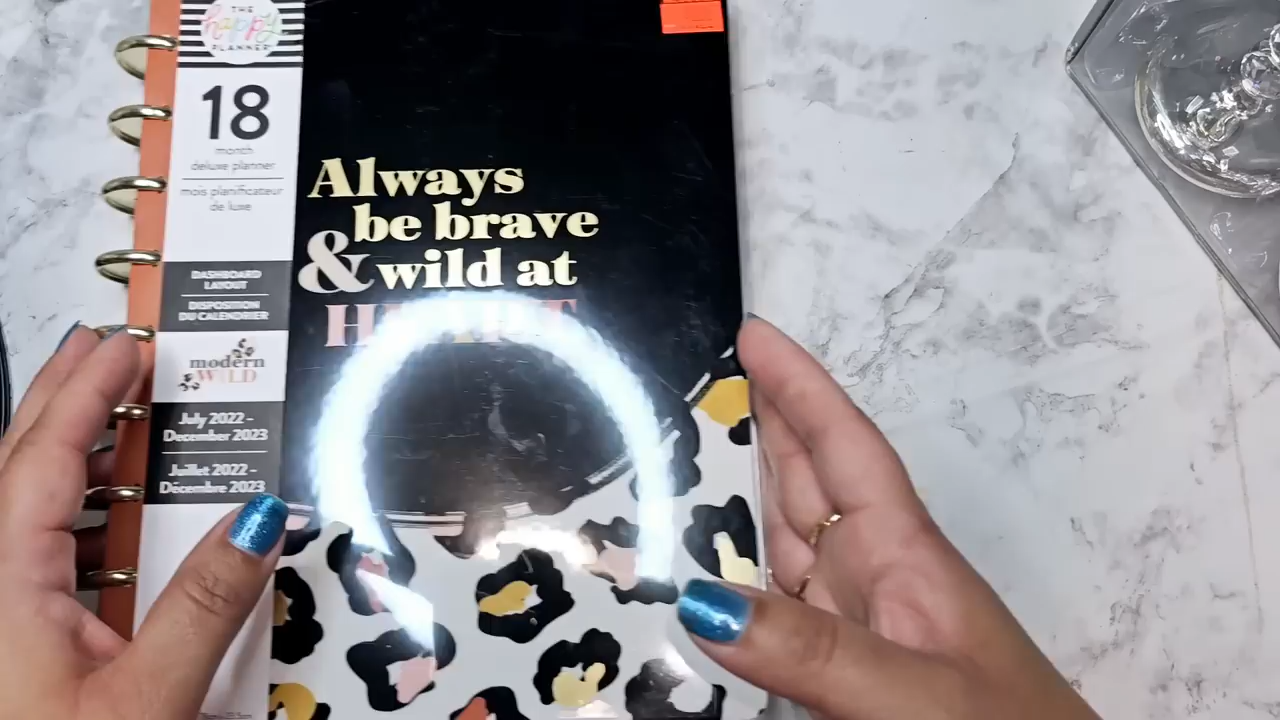 THE
happy
PLANNER
18
month
deluxe planner
mois planificateur
de luxe
DASHBOARD
LAYOUT
DISPOSITION
DU CALENDRIER
modern
WILD
July 2022 –
December 2023
Juillet 2022 –
Décembre 2023
Always
be brave
& wild at
HEART